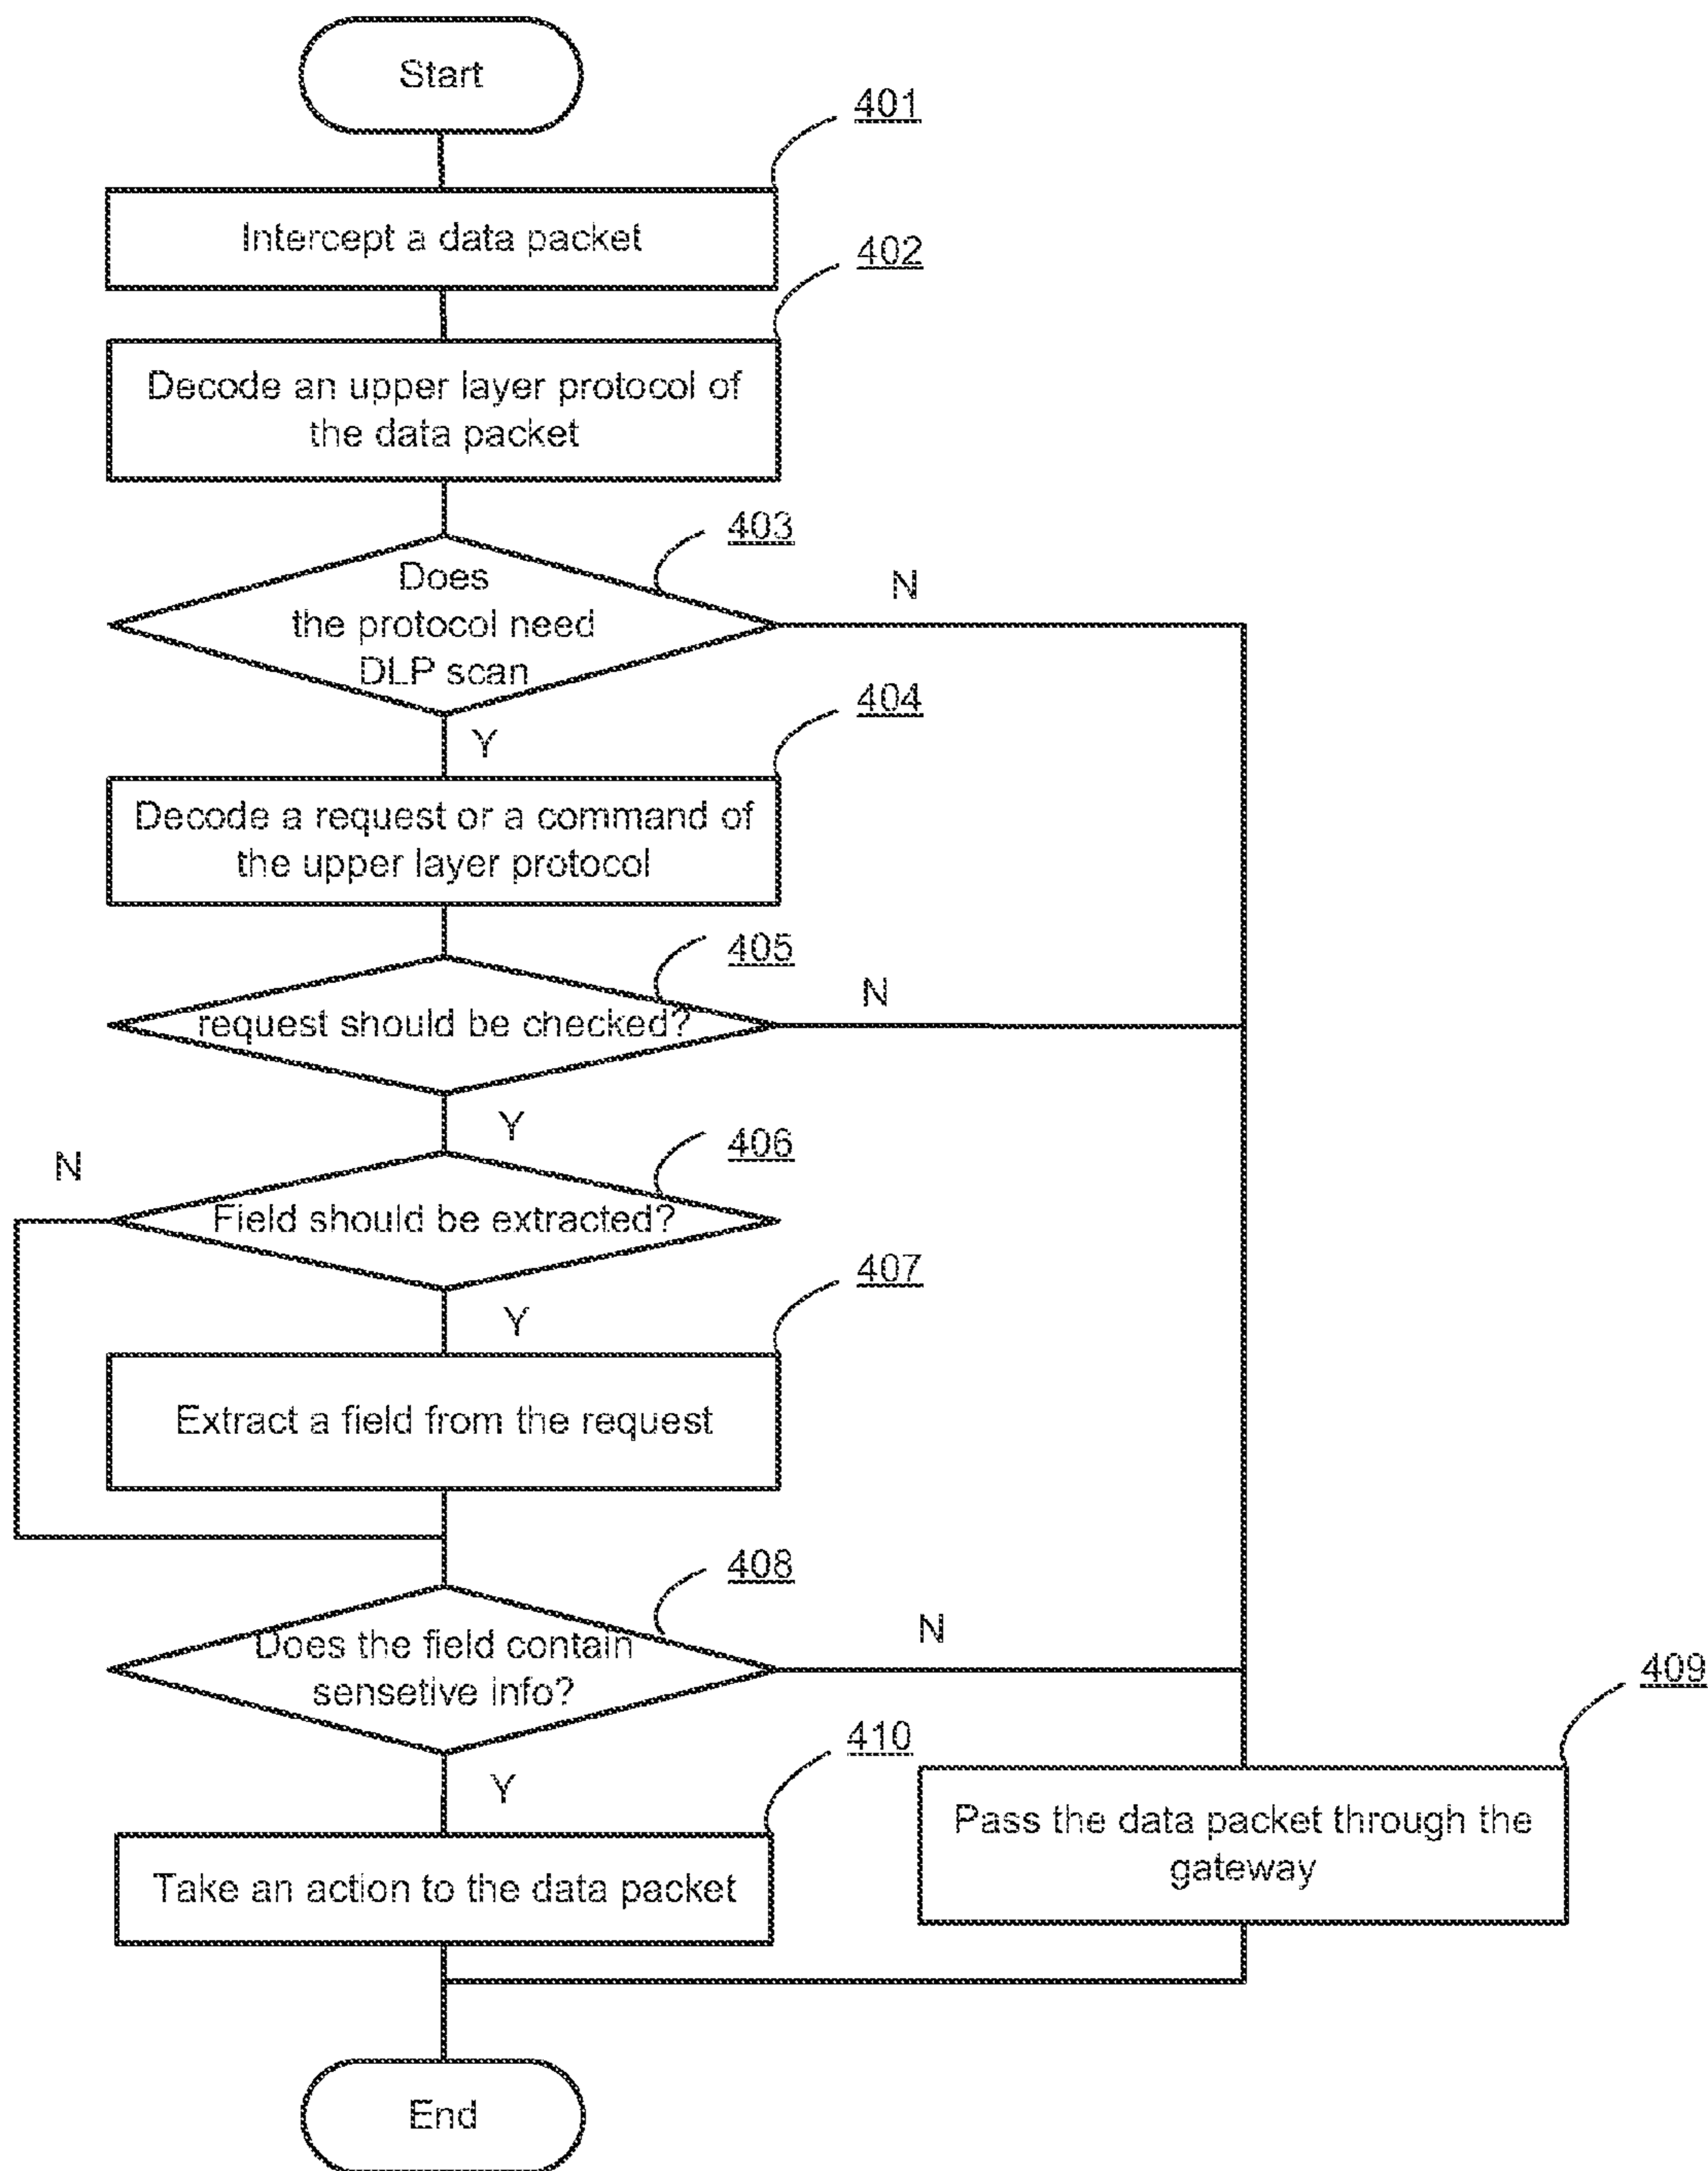 Start
401
Intercept a data packet
402
Decode an upper layer protocol of
the data packet
403
Does
the protocol need
DLP scan
N
Y
404
Decode a request or a command of
the upper layer protocol
405
request should be checked?
N
Y
406
N
Field should be extracted?
Y
407
Extract a field from the request
408
Does the field contain
sensetive info?
N
Y
409
Pass the data packet through the
gateway
410
Take an action to the data packet
End